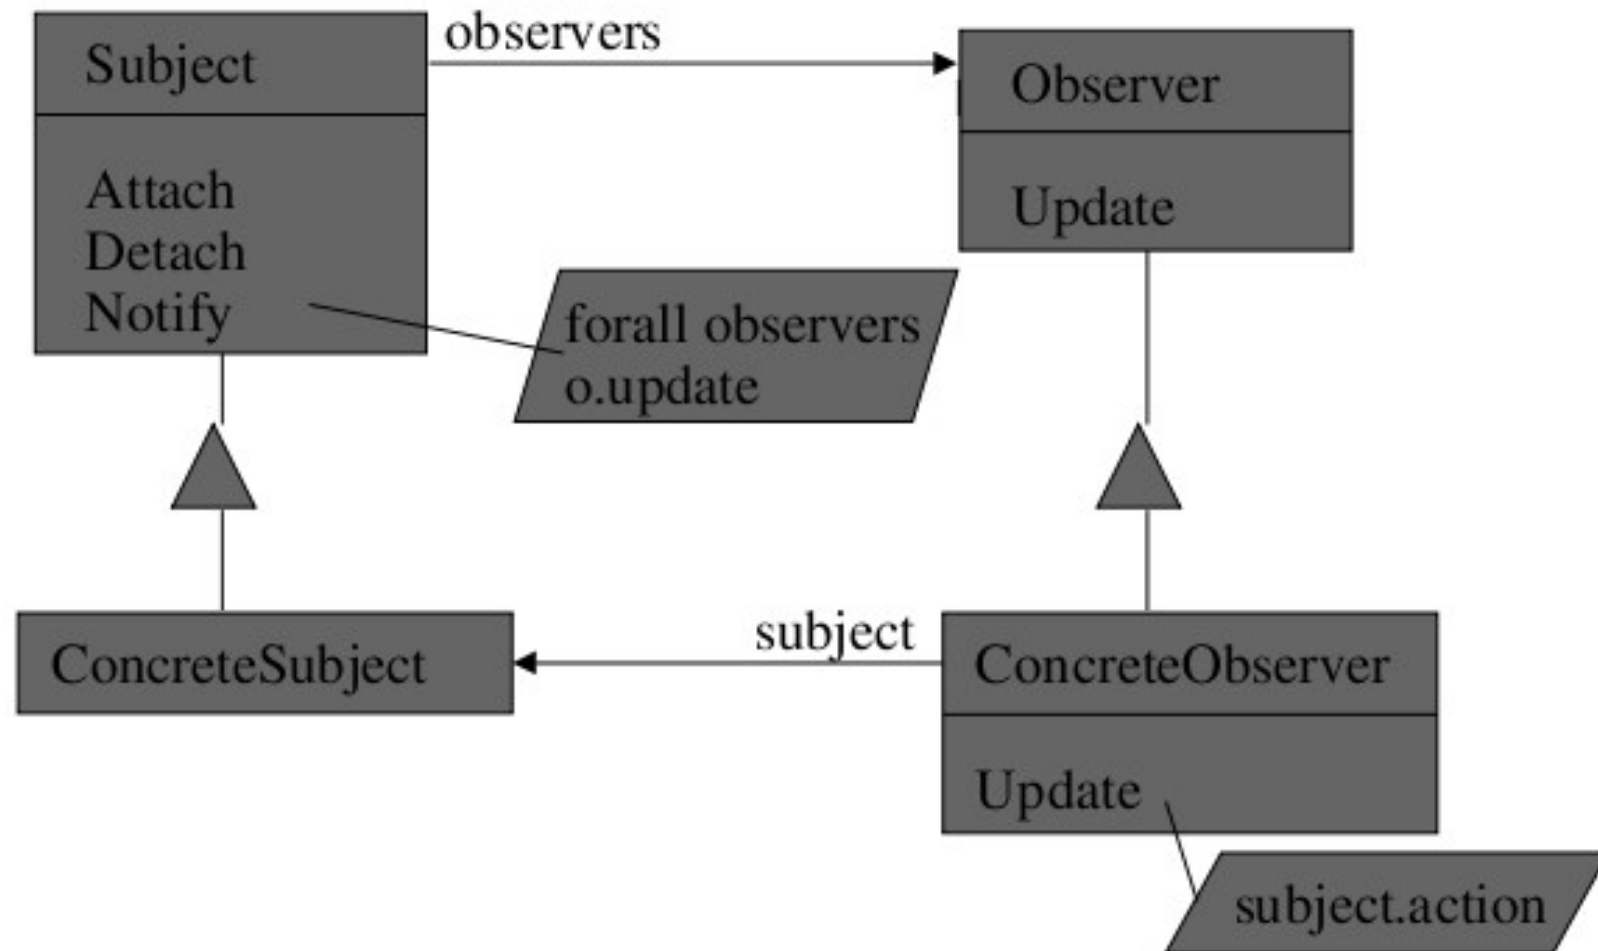 Subject
observers
Observer
Attach
Detach
Notify
Update
forall observers
o.update
ConcreteSubject
subject
ConcreteObserver
Update
subject.action